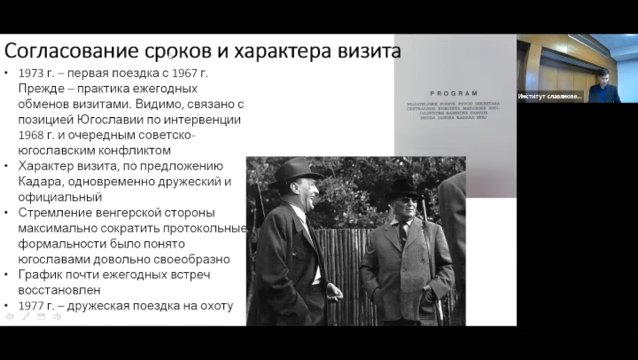 Согласование сроков и характера визита
• 1973 г. – первая поездка с 1967 г.
Прежде – практика ежегодных
обменов визитами. Видимо, связано с
позицией Югославии по интервенции
1968 г. и очередным советско-
югославским конфликтом
• Характер визита, по предложению
Кадара, одновременно дружеский и
официальный
• Стремление венгерской стороны
максимально сократить протокольные
формальности было понято
югославами довольно своеобразно
• График почти ежегодных встреч
восстановлен
• 1977 г. – дружеская поездка на охоту
PROGRAM
Институт славяново...